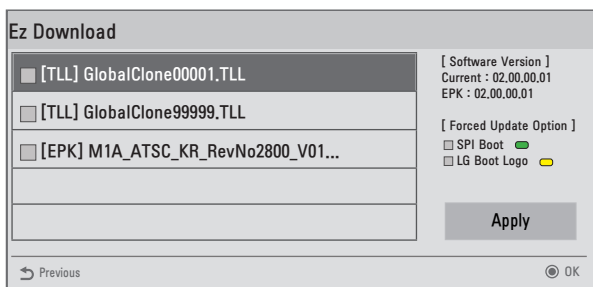 Ez Download
[TLL] GlobalClone00001.TLL
[TLL] GlobalClone99999.TLL
[EPK] M1A_ATSC_KR_RevNo2800_V01...
[ Software Version ]
Current : 02.00.00.01
EPK : 02.00.00.01
[ Forced Update Option ]
SPI Boot
LG Boot Logo
Apply
Previous
OK